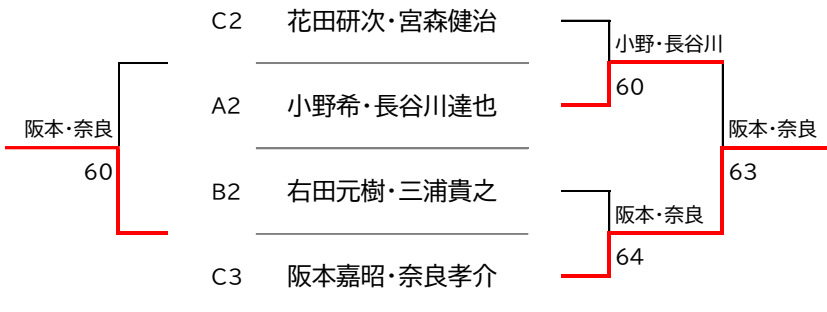 C2 花田研次・宮森健治
小野・長谷川
60
A2 小野希・長谷川達也
阪本・奈良
60
阪本・奈良
63
B2 右田元樹・三浦貴之
阪本・奈良
64
C3 阪本嘉昭・奈良孝介